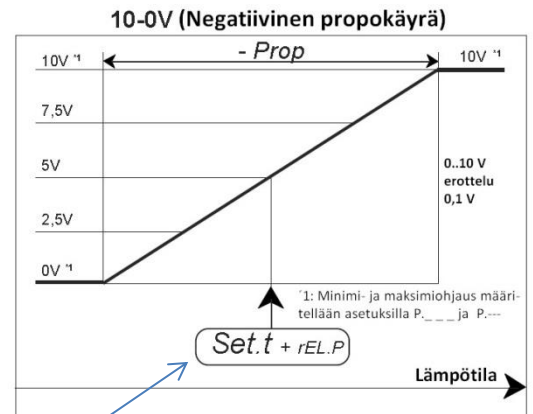 10-0V (Negatiivinen propokäyrä)
10V *1
- Prop
10V *1
7,5V
5V
0..10 V
erottelu
0,1 V
2,5V
0V *1
*1: Minimi- ja maksimiohjaus määri-
tellään asetuksilla P._ _ _ ja P.---
Set.t + rEL.P
Lämpötila